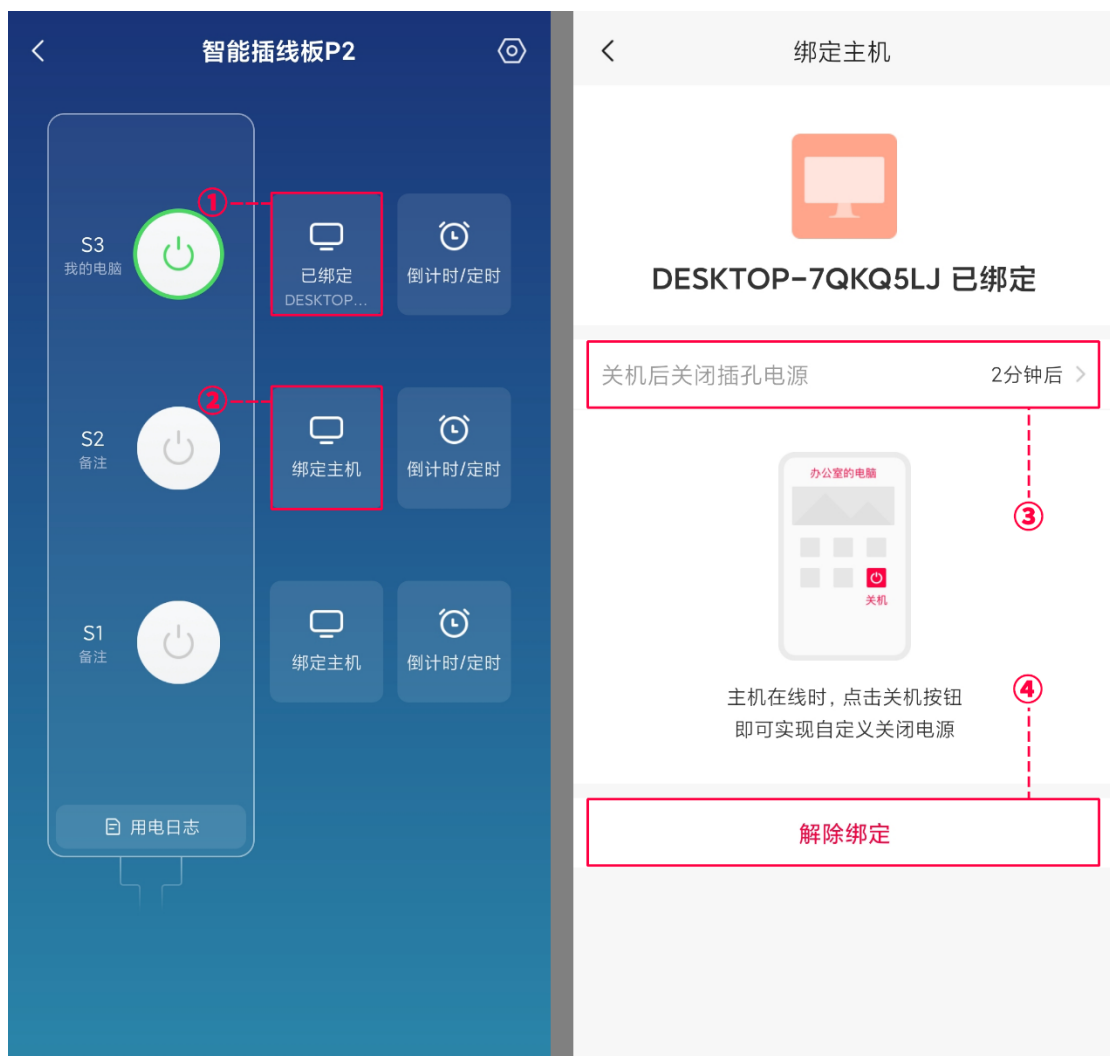 智能插线板P2
①
S3
我的电脑
已绑定
DESKTOP...
倒计时/定时
②
S2
备注
绑定主机
倒计时/定时
S1
备注
绑定主机
倒计时/定时
用电日志
绑定主机
DESKTOP-7QKQ5LJ 已绑定
关机后关闭插孔电源 2分钟后
③
办公室的电脑
关机
④
主机在线时, 点击关机按钮
即可实现自定义关闭电源
解除绑定